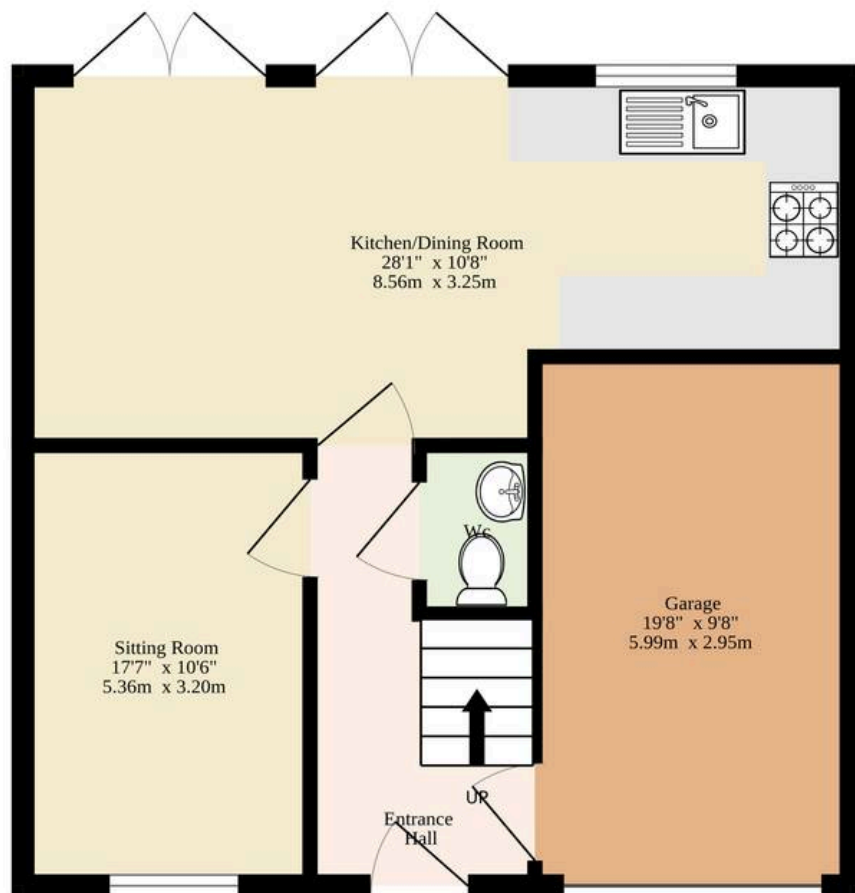 Kitchen/Dining Room
28'1" x 10'8"
8.56m x 3.25m
Wc
Garage
19'8" x 9'8"
5.99m x 2.95m
Sitting Room
17'7" x 10'6"
5.36m x 3.20m
UP
Entrance
Hall